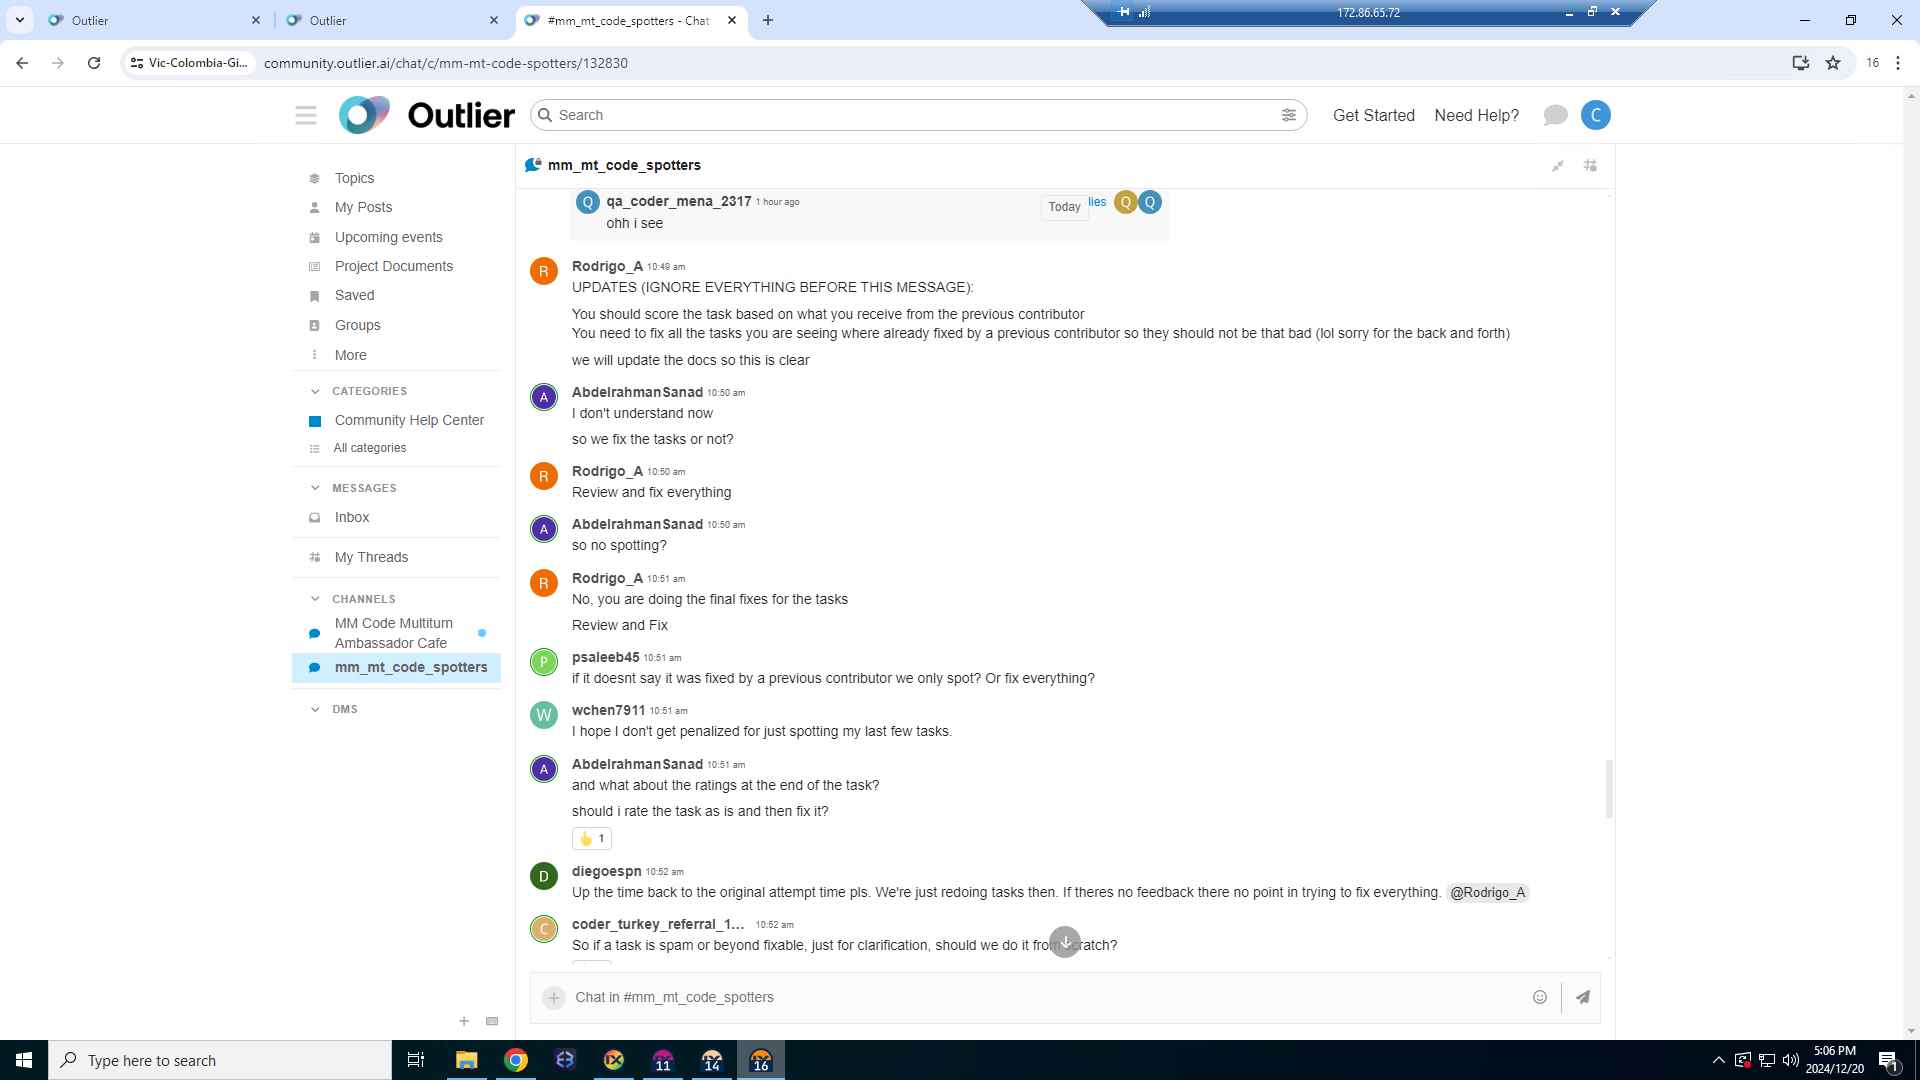 Outlier
Outlier
#mm_mt_code_spotters - Chat
172.86.65.72
Vic-Colombia-Gi...
community.outlier.ai/chat/c/mm-mt-code-spotters/132830
16
Outlier
Search
Get Started
Need Help?
C
Topics
My Posts
Upcoming events
Project Documents
Saved
Groups
More
CATEGORIES
Community Help Center
All categories
MESSAGES
Inbox
My Threads
CHANNELS
MM Code Multiturn
Ambassador Cafe
mm_mt_code_spotters
DMS
mm_mt_code_spotters
Q qa_coder_mena_2317 1 hour ago
Today
lies Q Q
ohh i see
R Rodrigo_A 10:49 am
UPDATES (IGNORE EVERYTHING BEFORE THIS MESSAGE):
You should score the task based on what you receive from the previous contributor
You need to fix all the tasks you are seeing where already fixed by a previous contributor so they should not be that bad (lol sorry for the back and forth)
we will update the docs so this is clear
A AbdelrahmanSanad 10:50 am
I don't understand now
so we fix the tasks or not?
R Rodrigo_A 10:50 am
Review and fix everything
A AbdelrahmanSanad 10:50 am
so no spotting?
R Rodrigo_A 10:51 am
No, you are doing the final fixes for the tasks
Review and Fix
P psaleeb45 10:51 am
if it doesnt say it was fixed by a previous contributor we only spot? Or fix everything?
W wchen7911 10:51 am
I hope I don't get penalized for just spotting my last few tasks.
A AbdelrahmanSanad 10:51 am
and what about the ratings at the end of the task?
should i rate the task as is and then fix it?
1
D diegoespn 10:52 am
Up the time back to the original attempt time pls. We're just redoing tasks then. If theres no feedback there no point in trying to fix everything. @Rodrigo_A
C coder_turkey_referral_1... 10:52 am
So if a task is spam or beyond fixable, just for clarification, should we do it from scratch?
Chat in #mm_mt_code_spotters
Type here to search
11
14
16
5:06 PM
2024/12/20
1